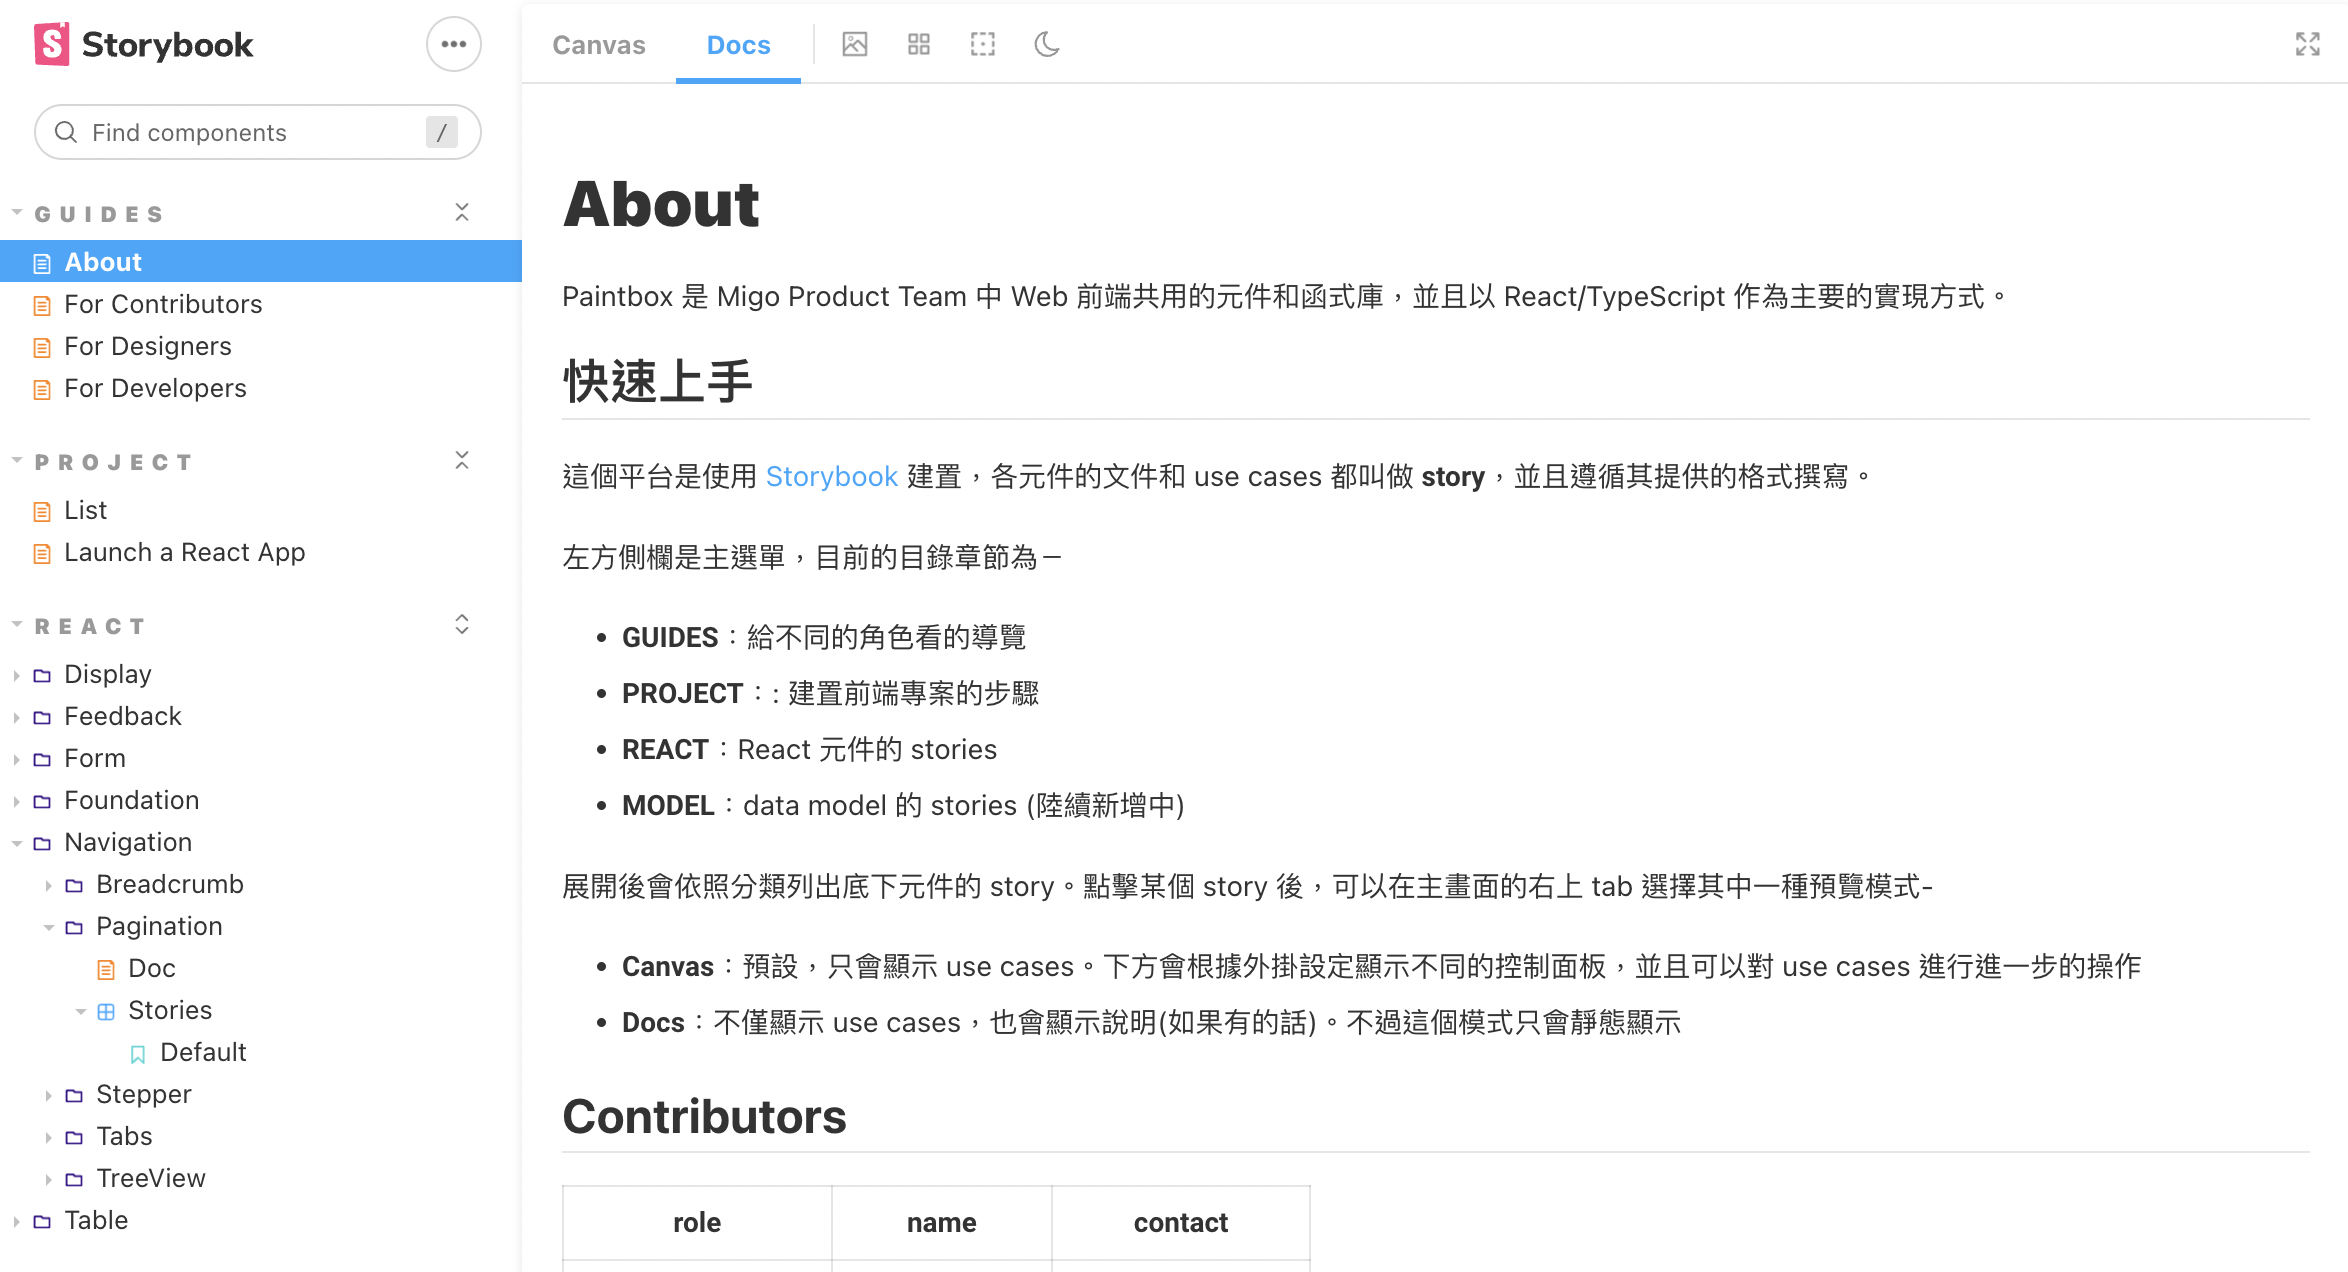 Storybook
Find components
/
GUIDES
About
For Contributors
For Designers
For Developers
PROJECT
List
Launch a React App
REACT
Display
Feedback
Form
Foundation
Navigation
Breadcrumb
Pagination
Doc
Stories
Default
Stepper
Tabs
TreeView
Table
Canvas
Docs
About
Paintbox 是 Migo Product Team 中 Web 前端共用的元件和函式庫，並且以 React/TypeScript 作為主要的實現方式。
快速上手
這個平台是使用 Storybook 建置，各元件的文件和 use cases 都叫做 story，並且遵循其提供的格式撰寫。
左方側欄是主選單，目前的目錄章節為－
GUIDES：給不同的角色看的導覽
PROJECT：: 建置前端專案的步驟
REACT：React 元件的 stories
MODEL：data model 的 stories (陸續新增中)
展開後會依照分類列出底下元件的 story。點擊某個 story 後，可以在主畫面的右上 tab 選擇其中一種預覽模式-
Canvas：預設，只會顯示 use cases。下方會根據外掛設定顯示不同的控制面板，並且可以對 use cases 進行進一步的操作
Docs：不僅顯示 use cases，也會顯示說明(如果有的話)。不過這個模式只會靜態顯示
Contributors
role name contact